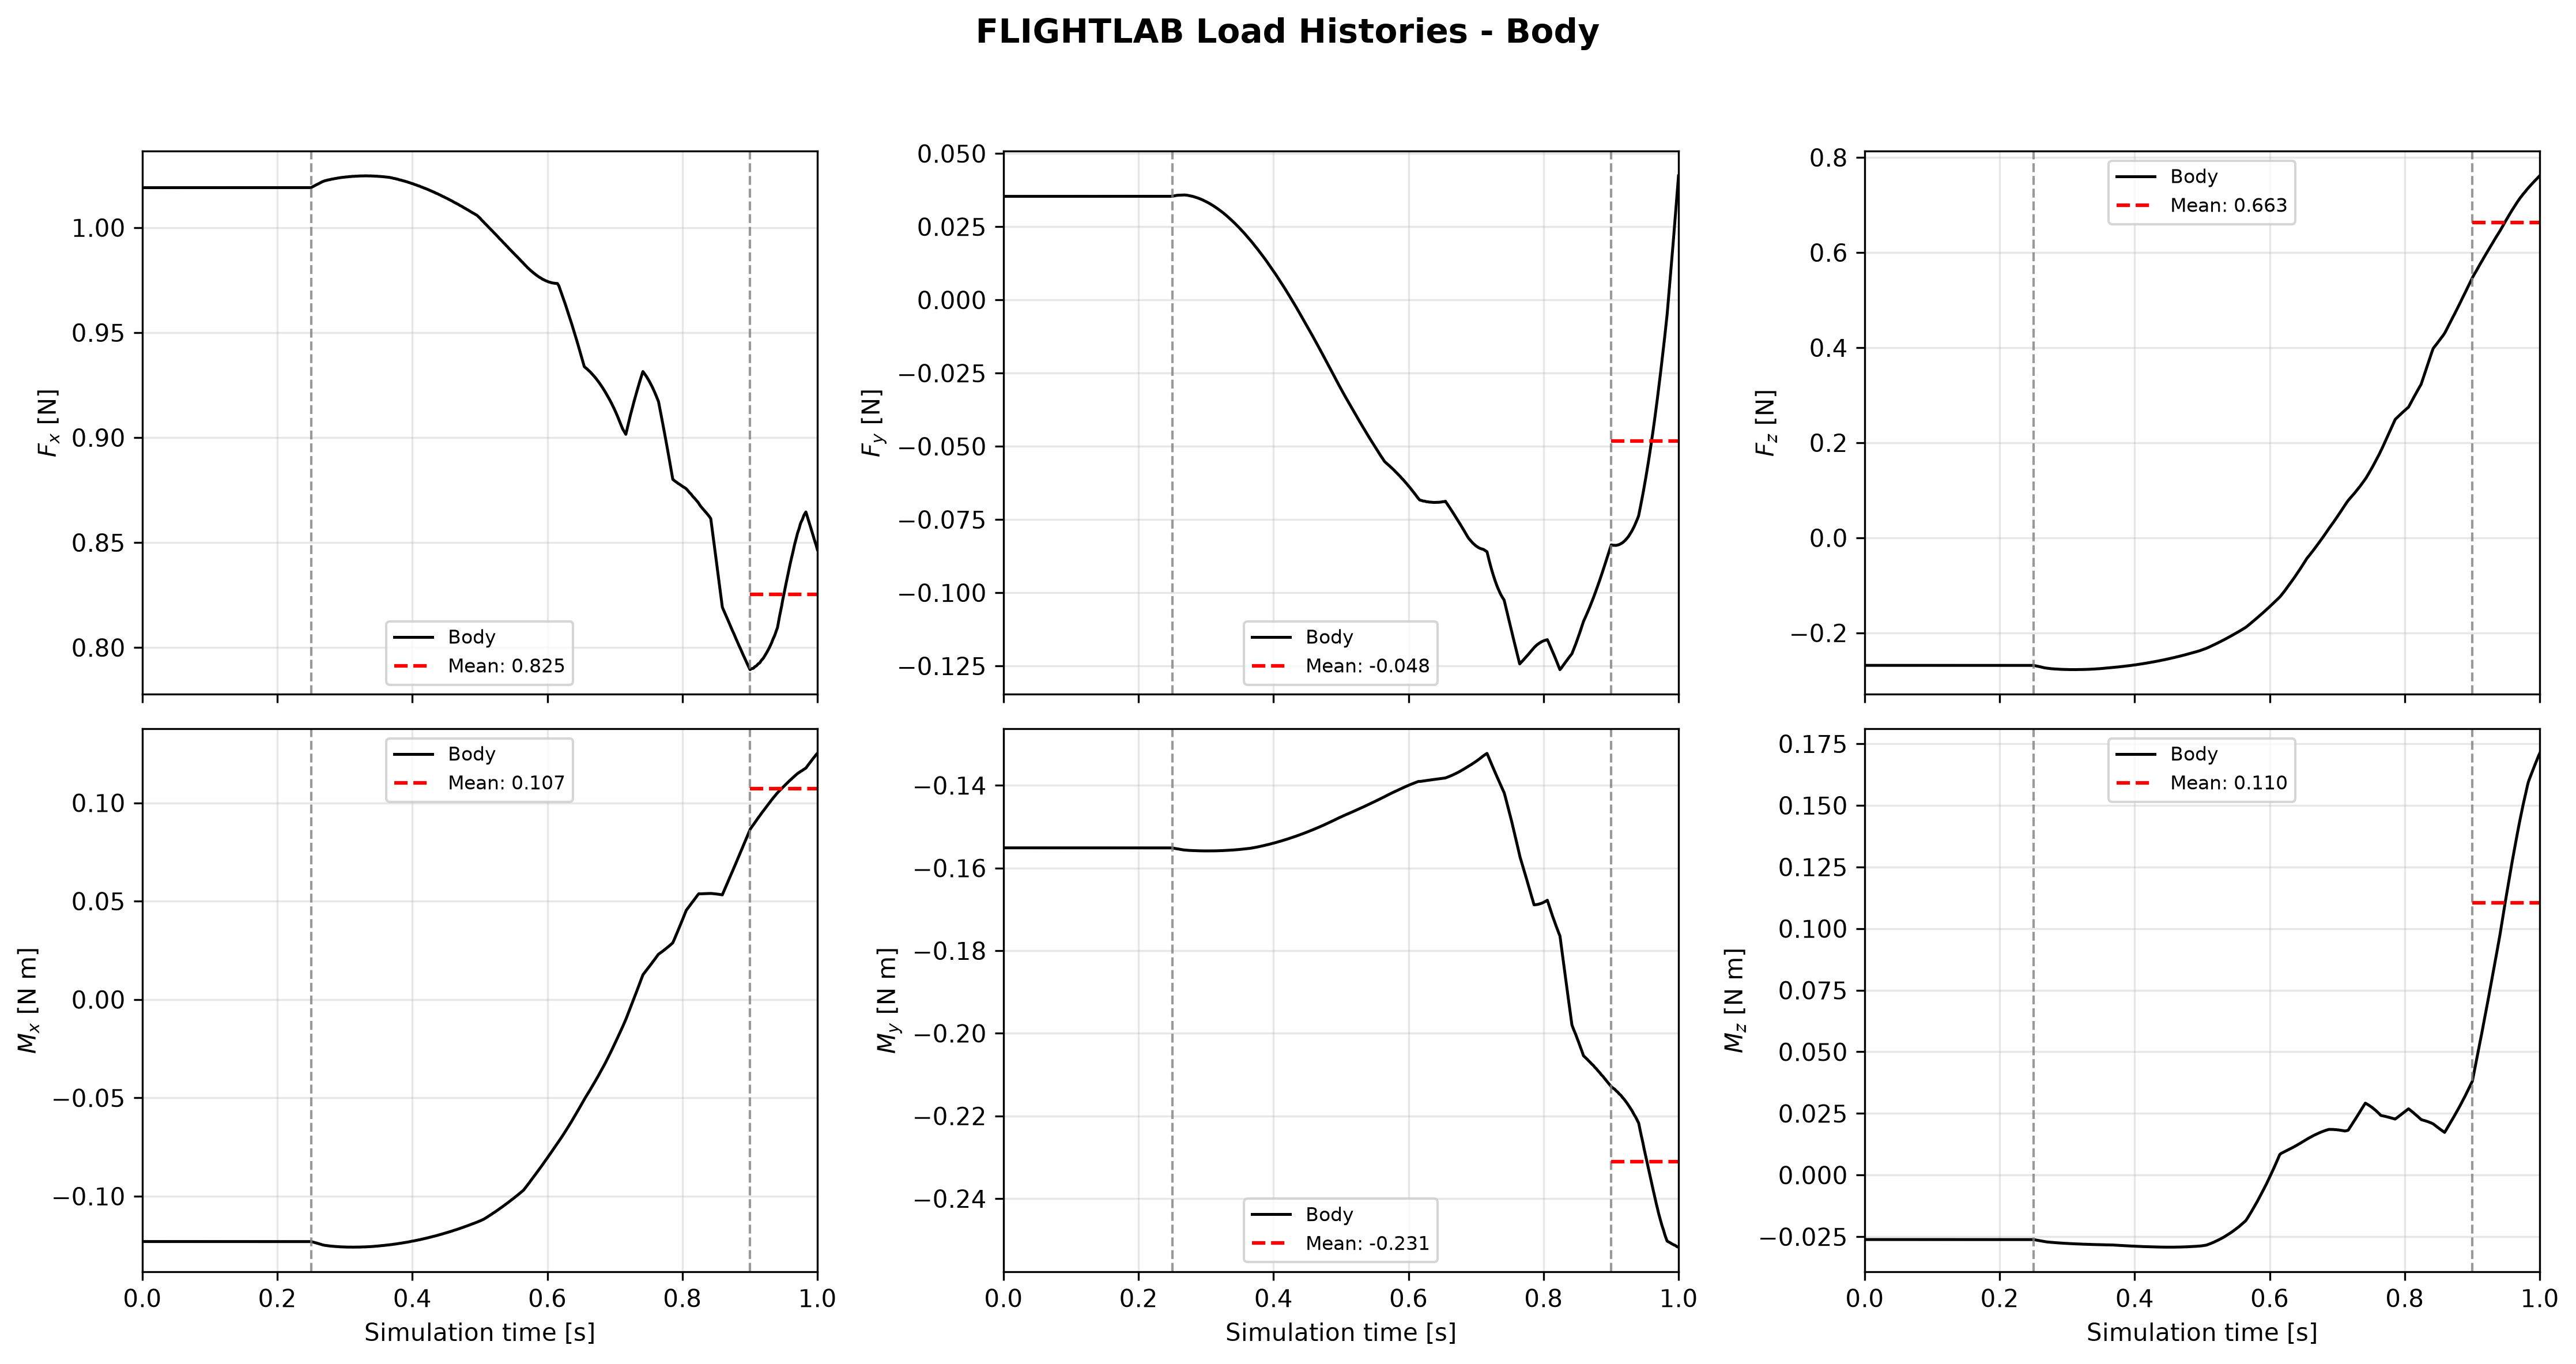 FLIGHTLAB Load Histories - Body
1.00
0.95
0.90
0.85
0.80
Fx [N]
Body
Mean: 0.825
0.050
0.025
0.000
−0.025
−0.050
−0.075
−0.100
−0.125
Fy [N]
Body
Mean: -0.048
0.8
0.6
0.4
0.2
0.0
−0.2
Fz [N]
Body
Mean: 0.663
0.10
0.05
0.00
−0.05
−0.10
Mx [N m]
Body
Mean: 0.107
0.0 0.2 0.4 0.6 0.8 1.0
Simulation time [s]
−0.14
−0.16
−0.18
−0.20
−0.22
−0.24
My [N m]
Body
Mean: -0.231
0.0 0.2 0.4 0.6 0.8 1.0
Simulation time [s]
0.175
0.150
0.125
0.100
0.075
0.050
0.025
0.000
−0.025
Mz [N m]
Body
Mean: 0.110
0.0 0.2 0.4 0.6 0.8 1.0
Simulation time [s]